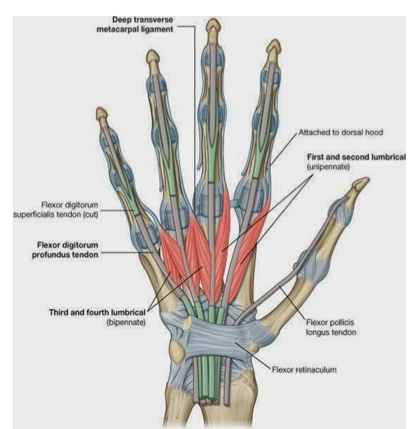 Deep transverse
metacarpal ligament
Attached to dorsal hood
First and second lumbrical
(unipennate)
Flexor digitorum
superficialis tendon (cut)
Flexor digitorum
profundus tendon
Third and fourth lumbrical
(bipennate)
Flexor pollicis
longus tendon
Flexor retinaculum